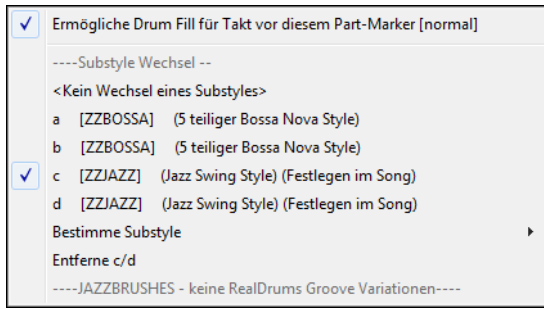 Ermögliche Drum Fill für Takt vor diesem Part-Marker [normal]
----Substyle Wechsel --
<Kein Wechsel eines Substyles>
a [ZZBOSSA] (5 teiliger Bossa Nova Style)
b [ZZBOSSA] (5 teiliger Bossa Nova Style)
c [ZZJAZZ] (Jazz Swing Style) (Festlegen im Song)
d [ZZJAZZ] (Jazz Swing Style) (Festlegen im Song)
Bestimme Substyle
Entferne c/d
----JAZZBRUSHES - keine RealDrums Groove Variationen----